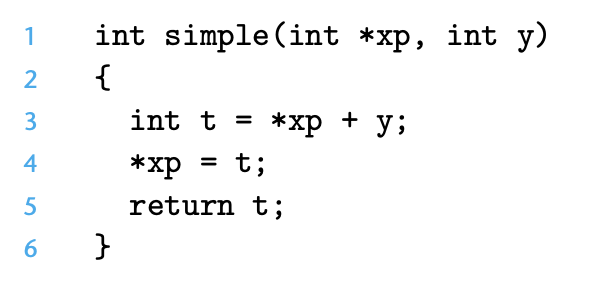 1 int simple(int *xp, int y)
2 {
3 int t = *xp + y;
4 *xp = t;
5 return t;
6 }